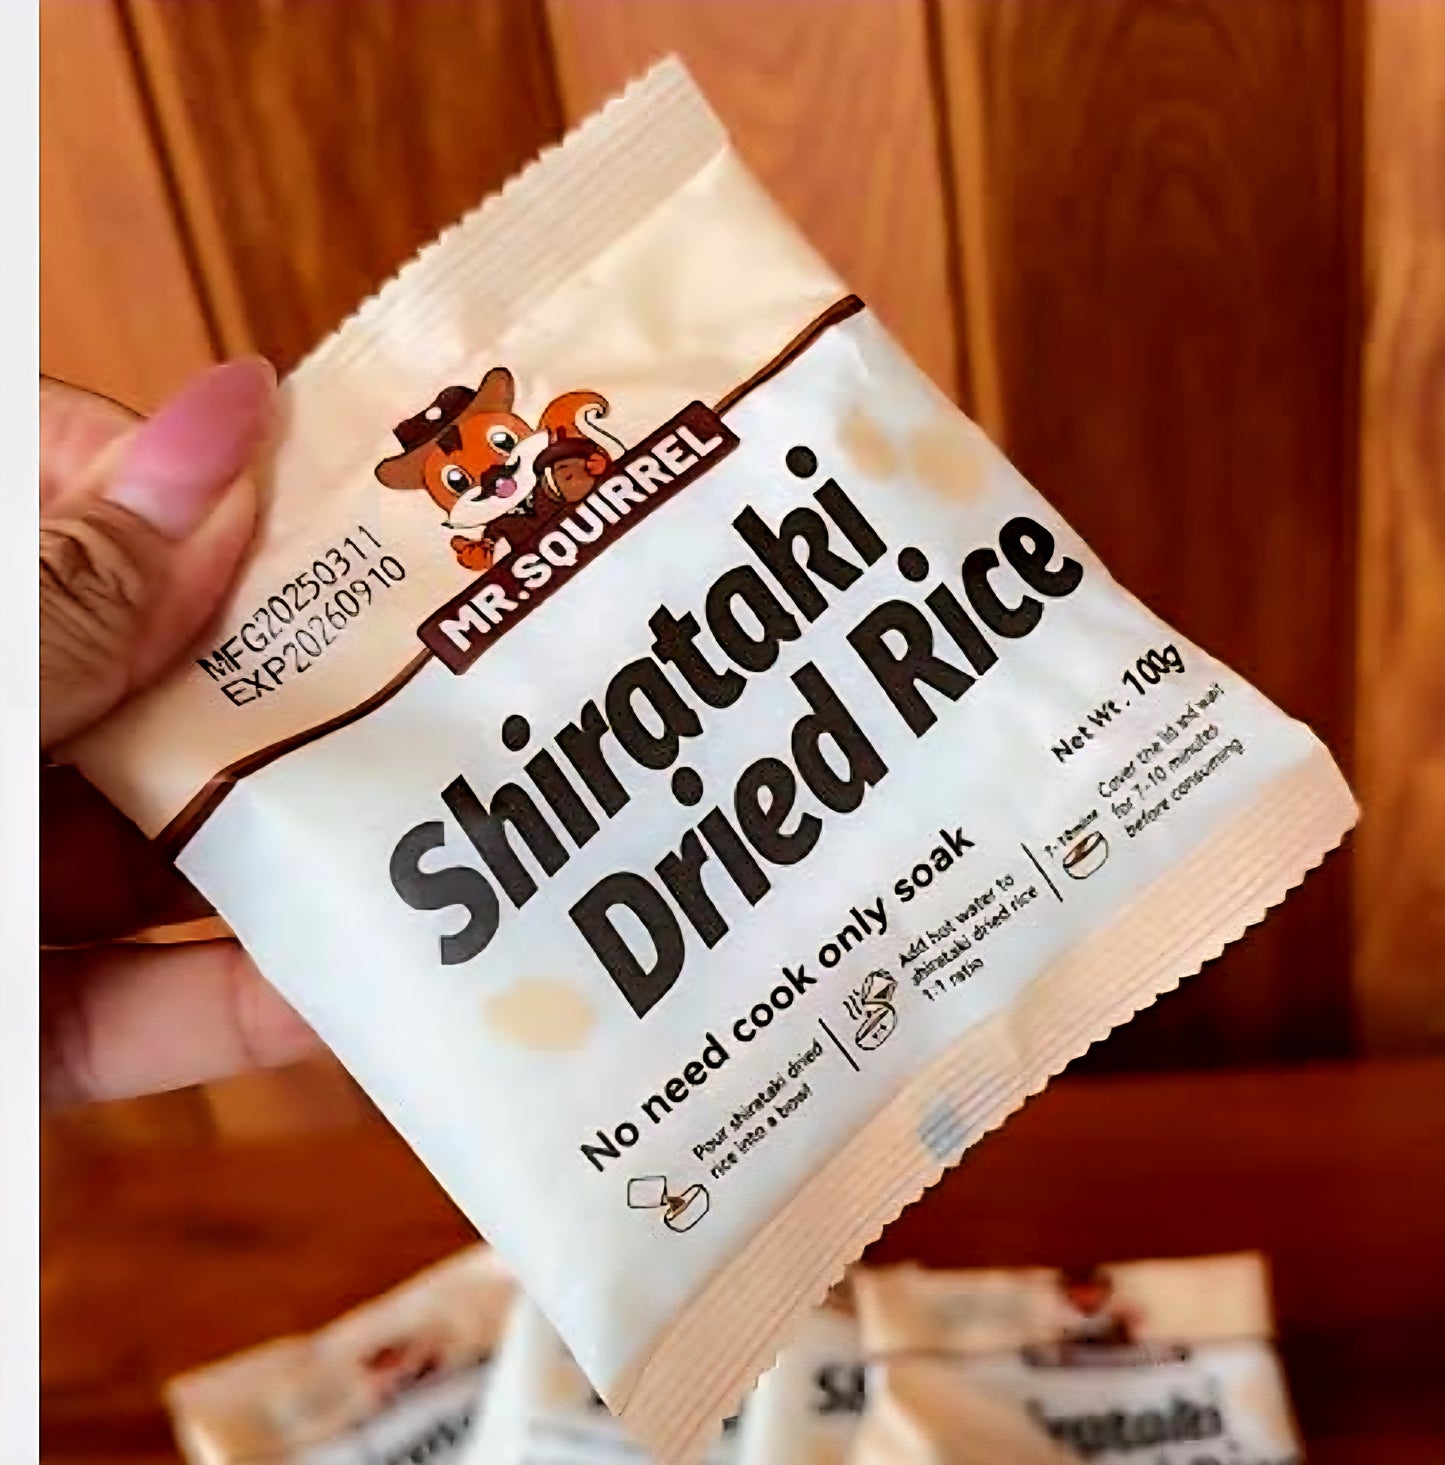 MFG20250311
EXP20260910
MR.SQUIRREL
Shirataki
Dried Rice
Net Wt. 100g
No need cook only soak
Pour shirataki dried
rice into a bowl
Add hot water to
shirataki dried rice
1:1 ratio
7-10mins
Cover the lid and wait
for 7-10 minutes
before consuming